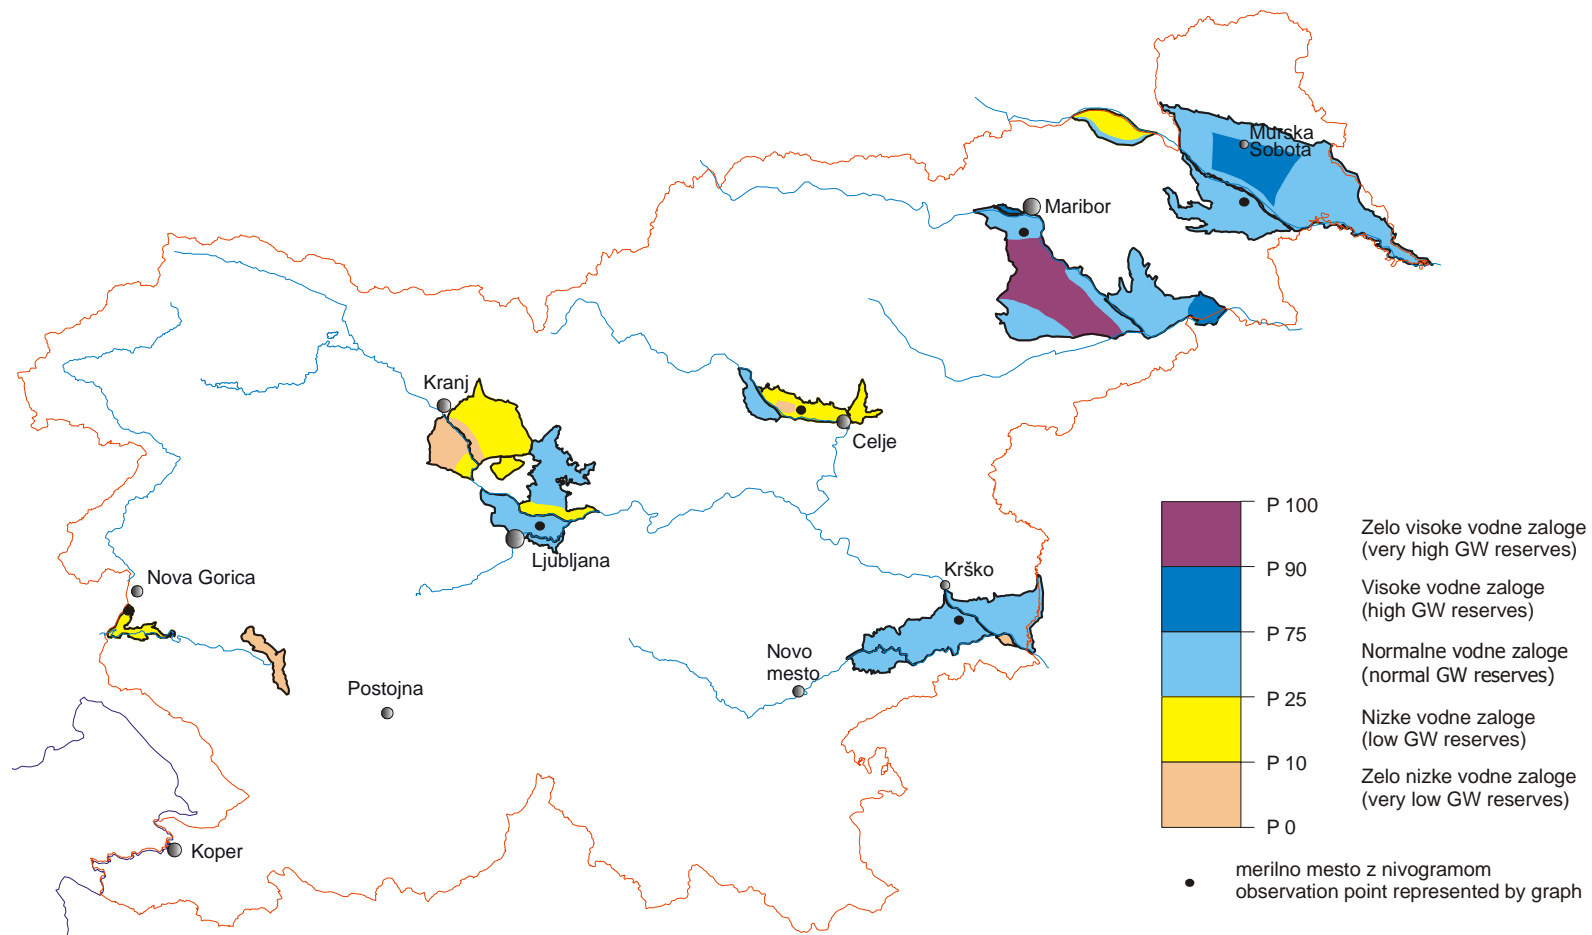 Murska
Sobota
Maribor
Kranj
Celje
Ljubljana
Nova Gorica
Krško
Novo
mesto
Postojna
Koper
P 100
Zelo visoke vodne zaloge
(very high GW reserves)
P 90
Visoke vodne zaloge
(high GW reserves)
P 75
Normalne vodne zaloge
(normal GW reserves)
P 25
Nizke vodne zaloge
(low GW reserves)
P 10
Zelo nizke vodne zaloge
(very low GW reserves)
P 0
merilno mesto z nivogramom
observation point represented by graph